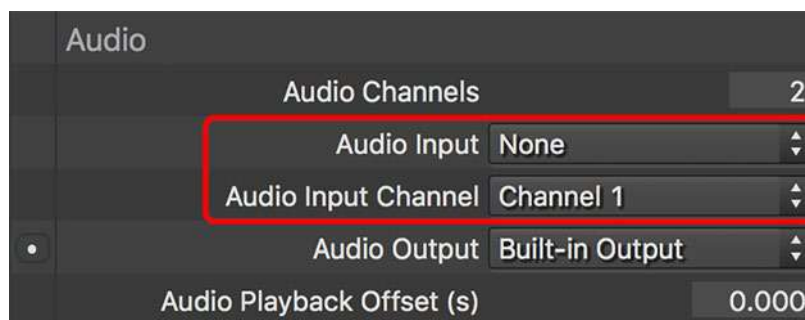 Audio
Audio Channels 2
Audio Input None
Audio Input Channel Channel 1
Audio Output Built-in Output
Audio Playback Offset (s) 0.000